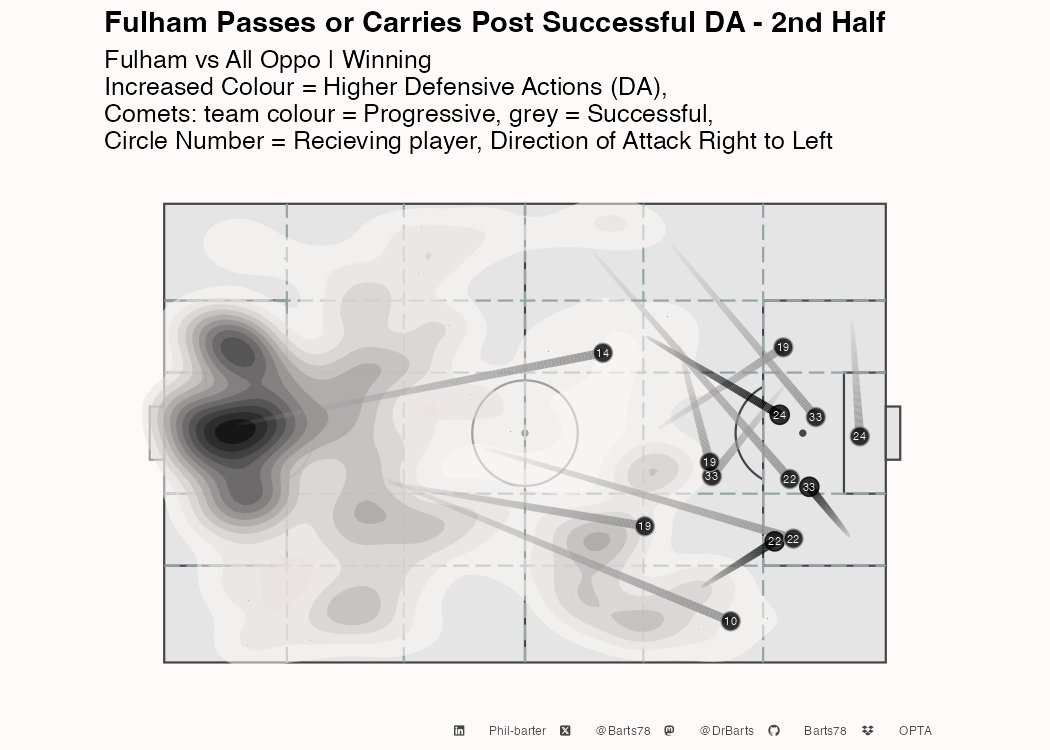 Fulham Passes or Carries Post Successful DA - 2nd Half
Fulham vs All Oppo | Winning
Increased Colour = Higher Defensive Actions (DA),
Comets: team colour = Progressive, grey = Successful,
Circle Number = Recieving player, Direction of Attack Right to Left
14
19
24
33
24
19
33
22
33
19
22
22
10
Phil-barter @Barts78 @DrBarts Barts78 OPTA